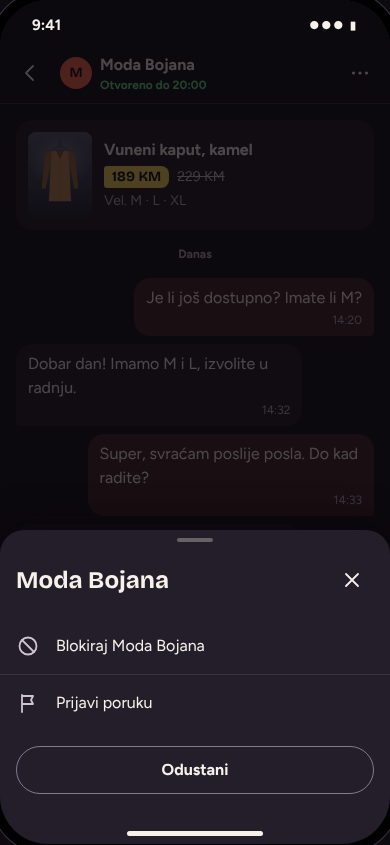 9:41
M
Moda Bojana
Otvoreno do 20:00
Vuneni kaput, kamel
189 KM 229 KM
Vel. M · L · XL
Danas
Je li još dostupno? Imate li M?
14:20
Dobar dan! Imamo M i L, izvolite u
radnju.
14:32
Super, svraćam poslije posla. Do kad
radite?
14:33
Moda Bojana
Blokiraj Moda Bojana
Prijavi poruku
Odustani